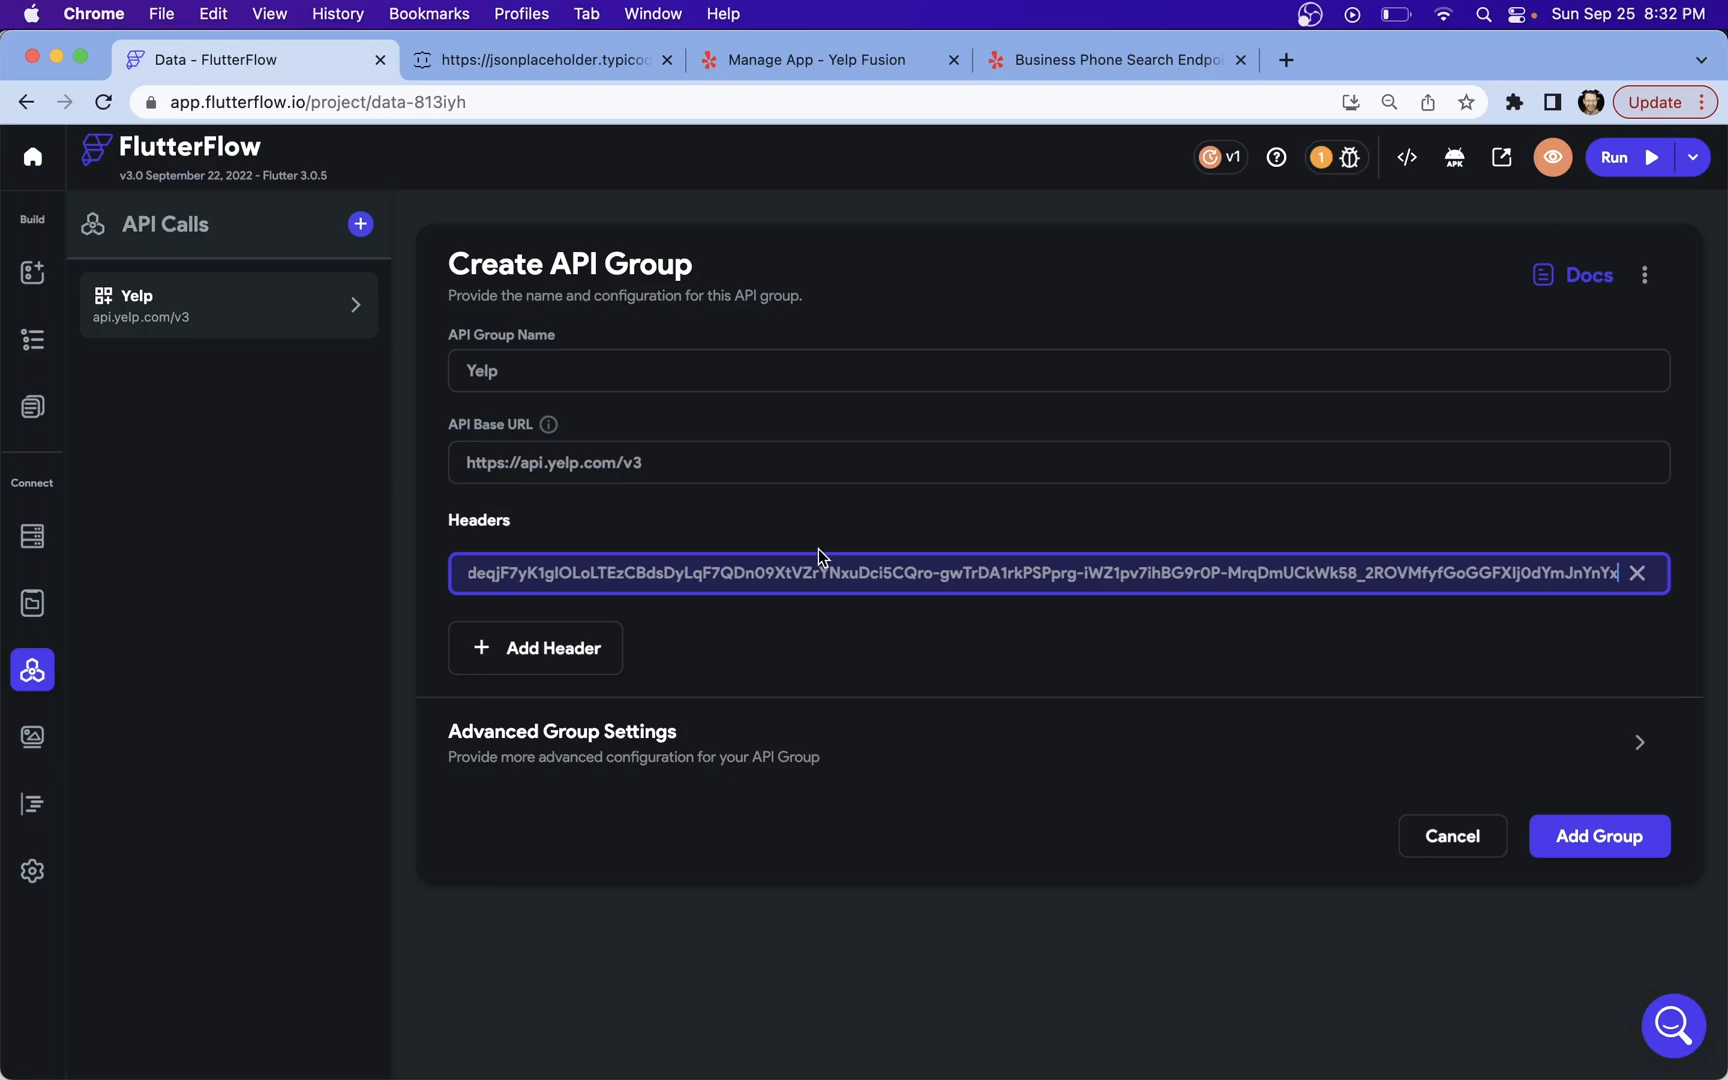 Chrome File Edit View History Bookmarks Profiles Tab Window Help Sun Sep 25 8:32 PM
Data - FlutterFlow https://jsonplaceholder.typico Manage App - Yelp Fusion Business Phone Search Endpoi
app.flutterflow.io/project/data-813iyh Update
FlutterFlow
v3.0 September 22, 2022 - Flutter 3.0.5
v1 1 APK Run
Build
API Calls
Yelp
api.yelp.com/v3
Connect
Create API Group
Provide the name and configuration for this API group.
Docs
API Group Name
Yelp
API Base URL
https://api.yelp.com/v3
Headers
deqjF7yK1glOLoLTEzCBdsDyLqF7QDn09XtVZrYNxuDci5CQro-gwTrDA1rkPSPprg-iWZ1pv7ihBG9r0P-MrqDmUCkWk58_2ROVMfyfGoGGFXIj0dYmJnYnYx
Add Header
Advanced Group Settings
Provide more advanced configuration for your API Group
Cancel Add Group